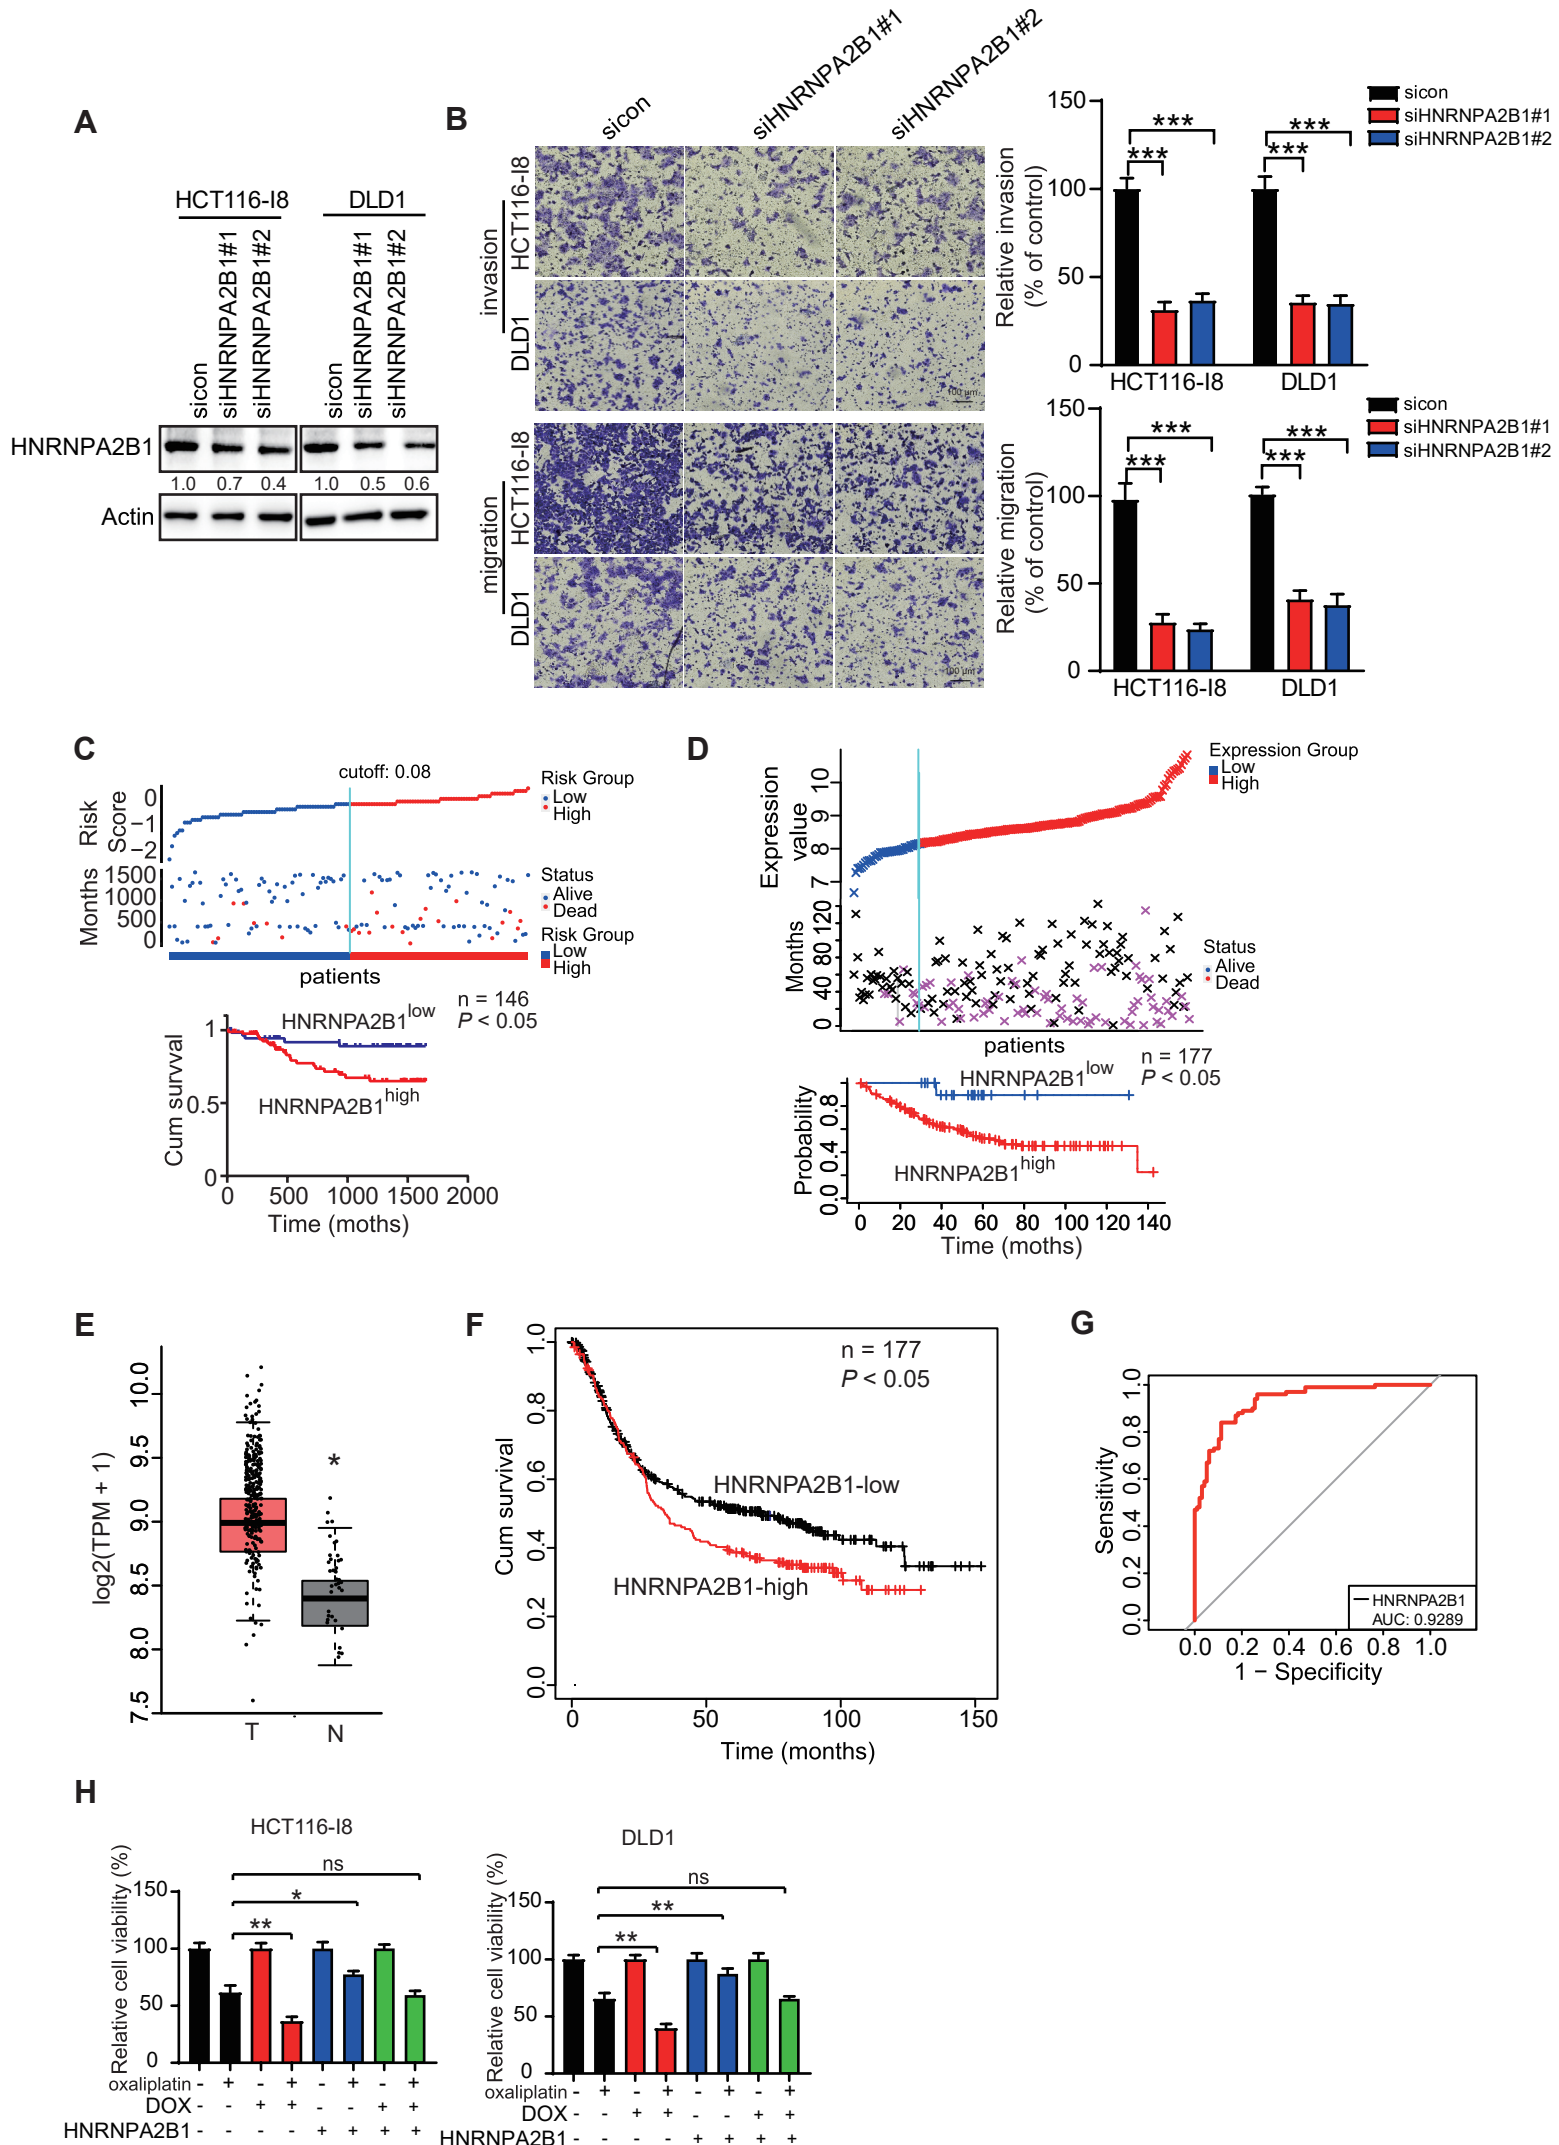 A
HCT116-I8 DLD1
sicon
siHNRNPA2B1#1
siHNRNPA2B1#2
sicon
siHNRNPA2B1#1
siHNRNPA2B1#2
HNRNPA2B1
1.0 0.7 0.4 1.0 0.5 0.6
Actin
B
sicon
siHNRNPA2B1#1
siHNRNPA2B1#2
invasion
HCT116-I8
DLD1
100 μm
migration
HCT116-I8
DLD1
100 μm
Relative invasion
(% of control)
150
100
50
0
*** *** *** ***
HCT116-I8 DLD1
sicon
siHNRNPA2B1#1
siHNRNPA2B1#2
Relative migration
(% of control)
150
100
50
0
*** *** *** ***
HCT116-I8 DLD1
sicon
siHNRNPA2B1#1
siHNRNPA2B1#2
C
cutoff: 0.08
Risk
Score
0
−1
−2
Risk Group
Low
High
Months
1500
1000
500
0
Status
Alive
Dead
Risk Group
Low
High
patients
n = 146
P < 0.05
HNRNPA2B1low
HNRNPA2B1high
Cum survval
1
0.5
0
0 500 1000 1500 2000
Time (moths)
D
Expression
value
10
9
8
7
Expression Group
Low
High
Months
120
80
40
0
Status
Alive
Dead
patients
n = 177
P < 0.05
HNRNPA2B1low
HNRNPA2B1high
Probability
0.8
0.4
0.0
0 20 40 60 80 100 120 140
Time (moths)
E
log2(TPM + 1)
10.0
9.5
9.0
8.5
8.0
7.5
*
T N
F
Cum survival
1.0
0.8
0.6
0.4
0.2
0.0
n = 177
P < 0.05
HNRNPA2B1-low
HNRNPA2B1-high
0 50 100 150
Time (months)
G
Sensitivity
1.0
0.8
0.6
0.4
0.2
0.0
HNRNPA2B1
AUC: 0.9289
0.0 0.2 0.4 0.6 0.8 1.0
1 − Specificity
H
HCT116-I8
Relative cell viability (%)
150
100
50
0
ns
*
**
oxaliplatin - + - + - + - +
DOX - - + + - - + +
HNRNPA2B1 - - - - + + + +
DLD1
Relative cell viability (%)
150
100
50
0
ns
**
**
oxaliplatin - + - + - + - +
DOX - - + + - - + +
HNRNPA2B1 - - - - + + + +